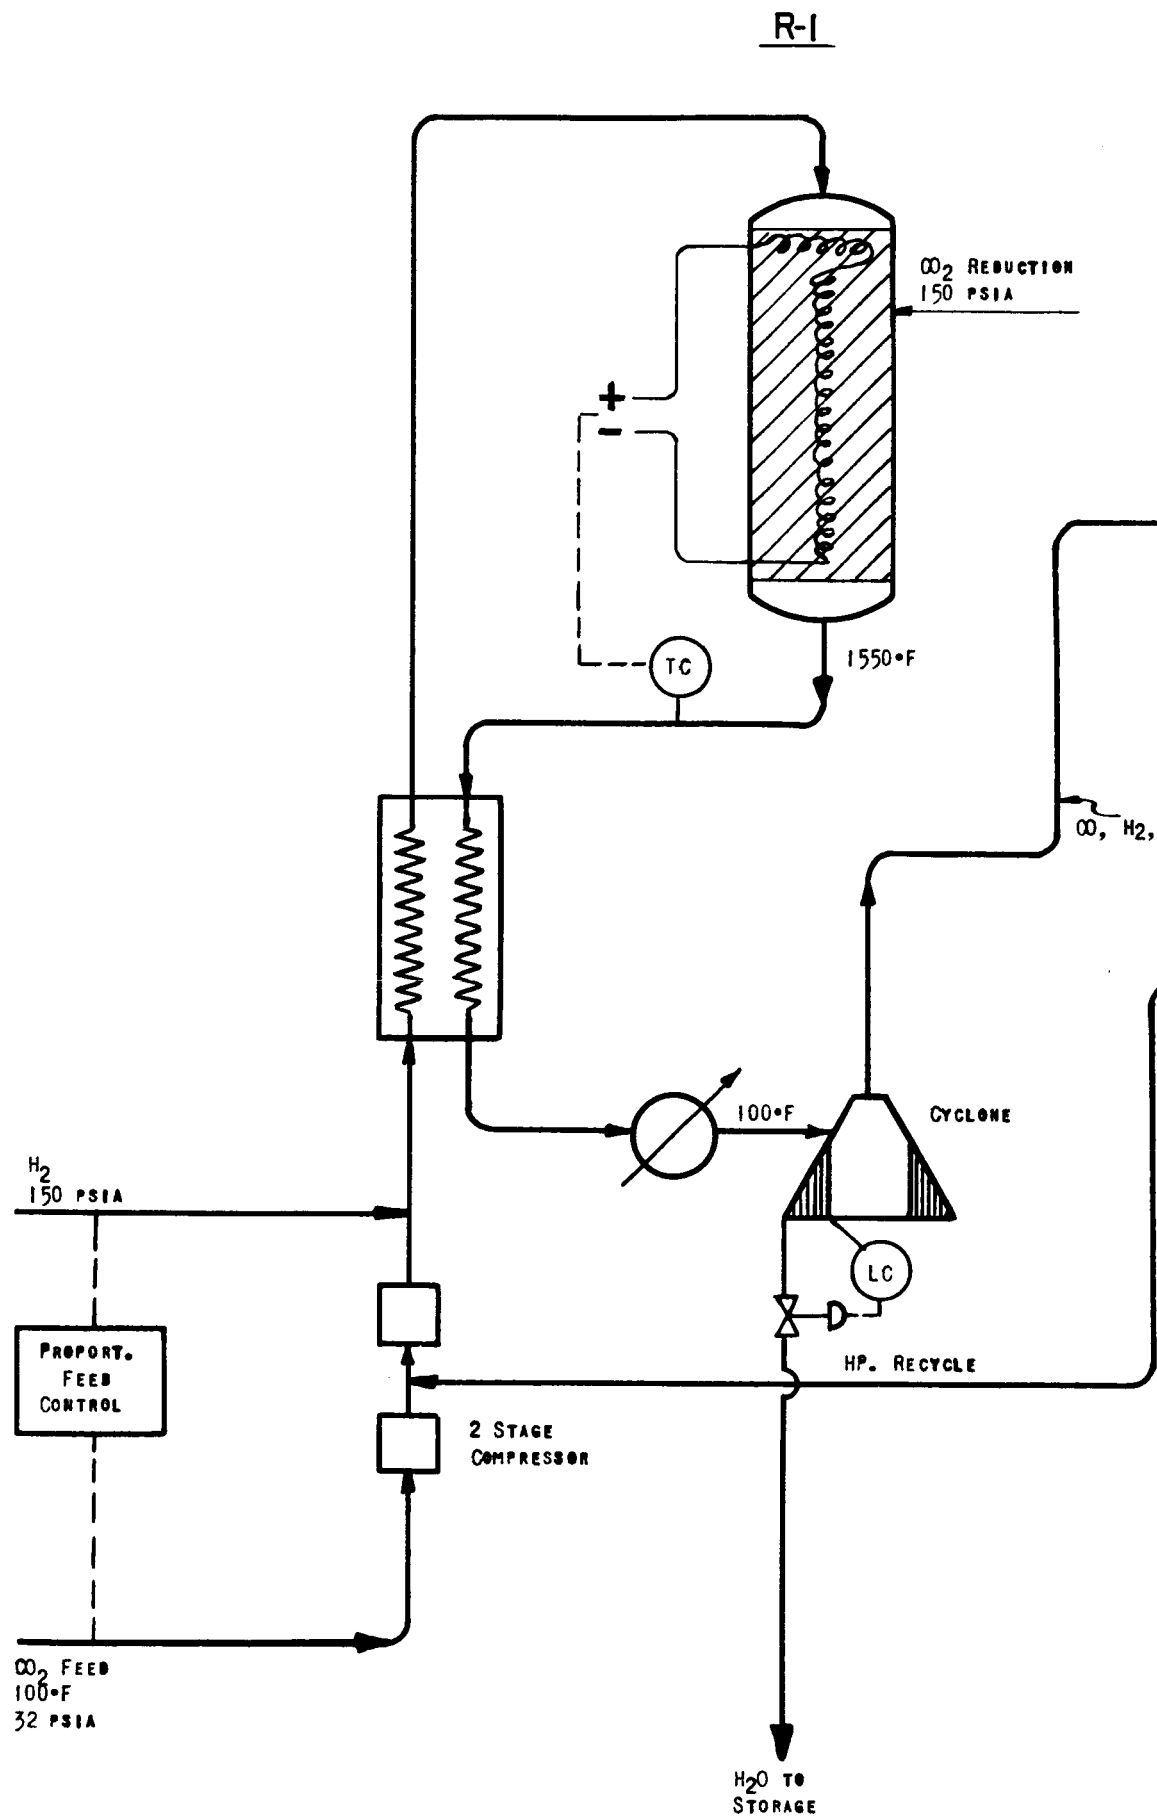 R-1
CO2 REDUCTION
150 PSIA
+
-
1550°F
TC
CO, H2,
100°F
CYCLONE
H2
150 PSIA
LC
PROPORT.
FEED
CONTROL
HP. RECYCLE
2 STAGE
COMPRESSOR
CO2 FEED
100°F
32 PSIA
H2O TO
STORAGE